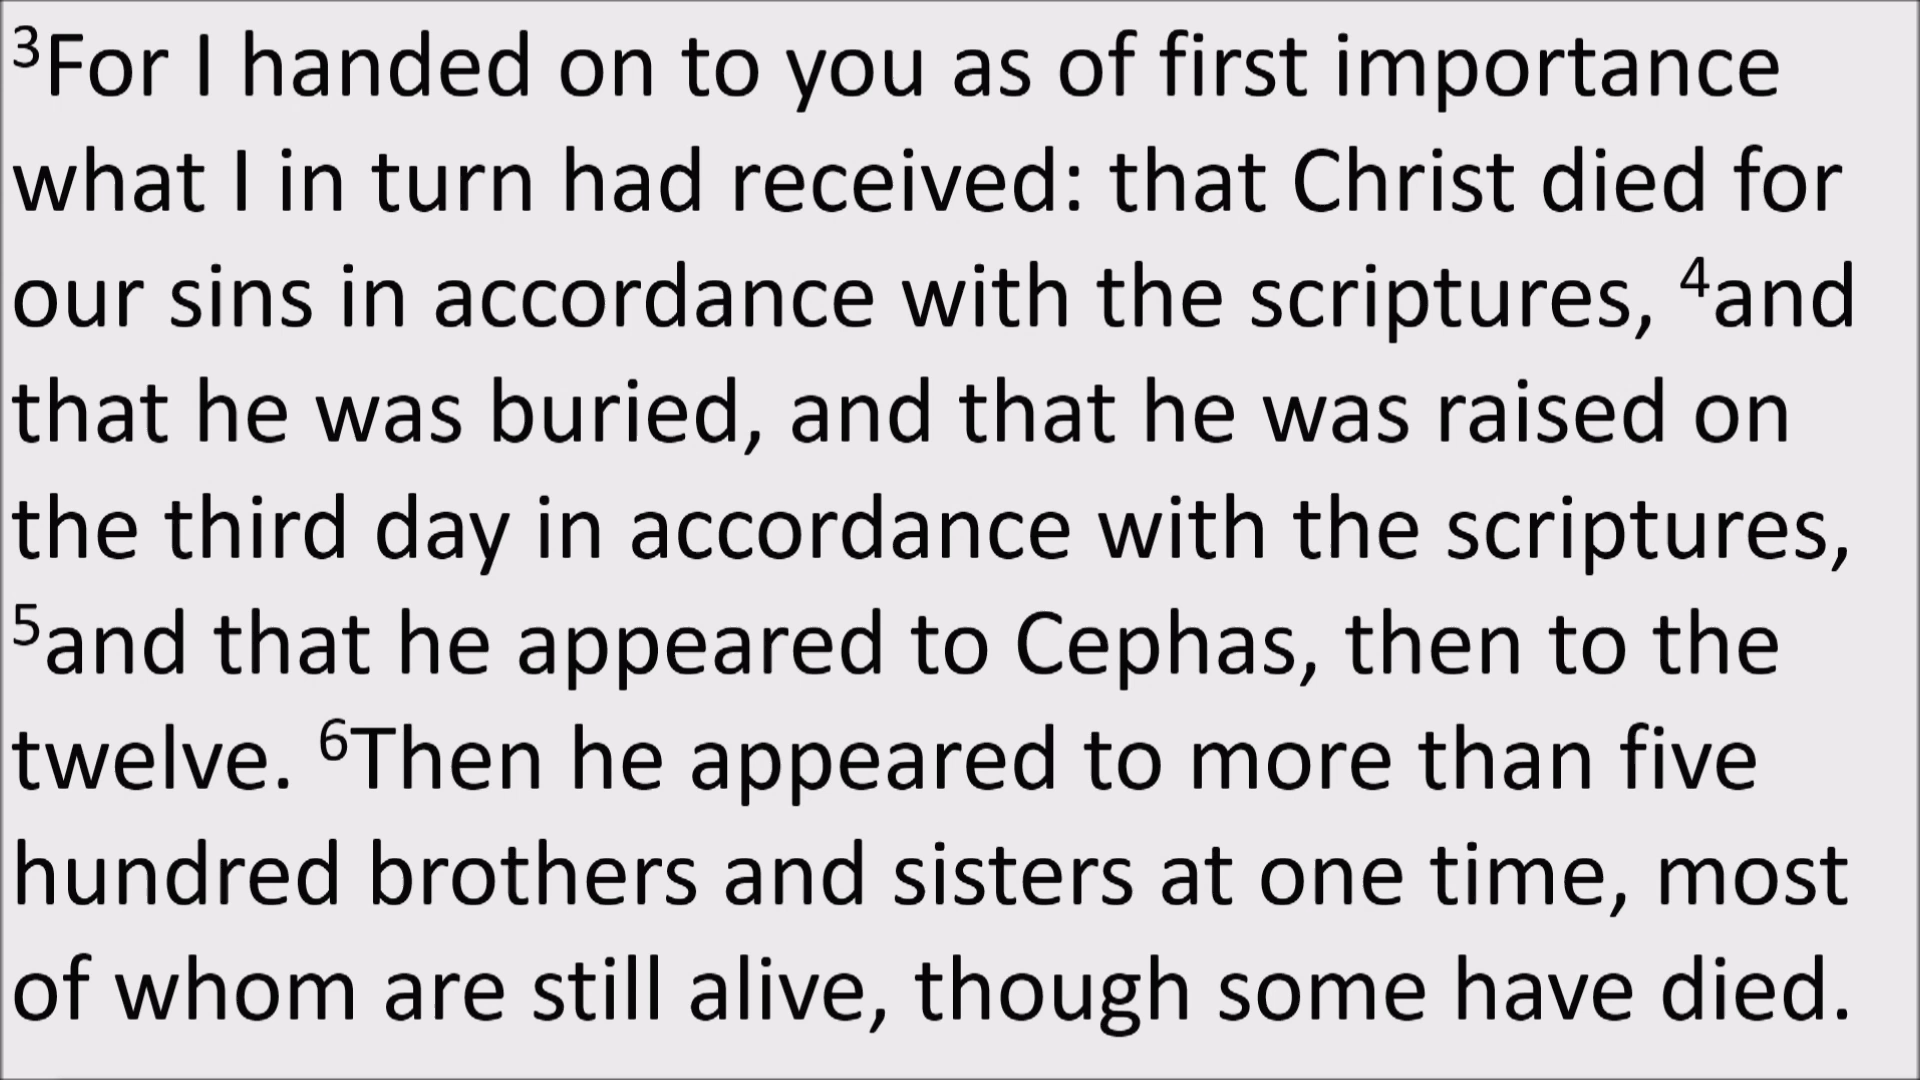 ³For I handed on to you as of first importance
what I in turn had received: that Christ died for
our sins in accordance with the scriptures, ⁴and
that he was buried, and that he was raised on
the third day in accordance with the scriptures,
⁵and that he appeared to Cephas, then to the
twelve. ⁶Then he appeared to more than five
hundred brothers and sisters at one time, most
of whom are still alive, though some have died.